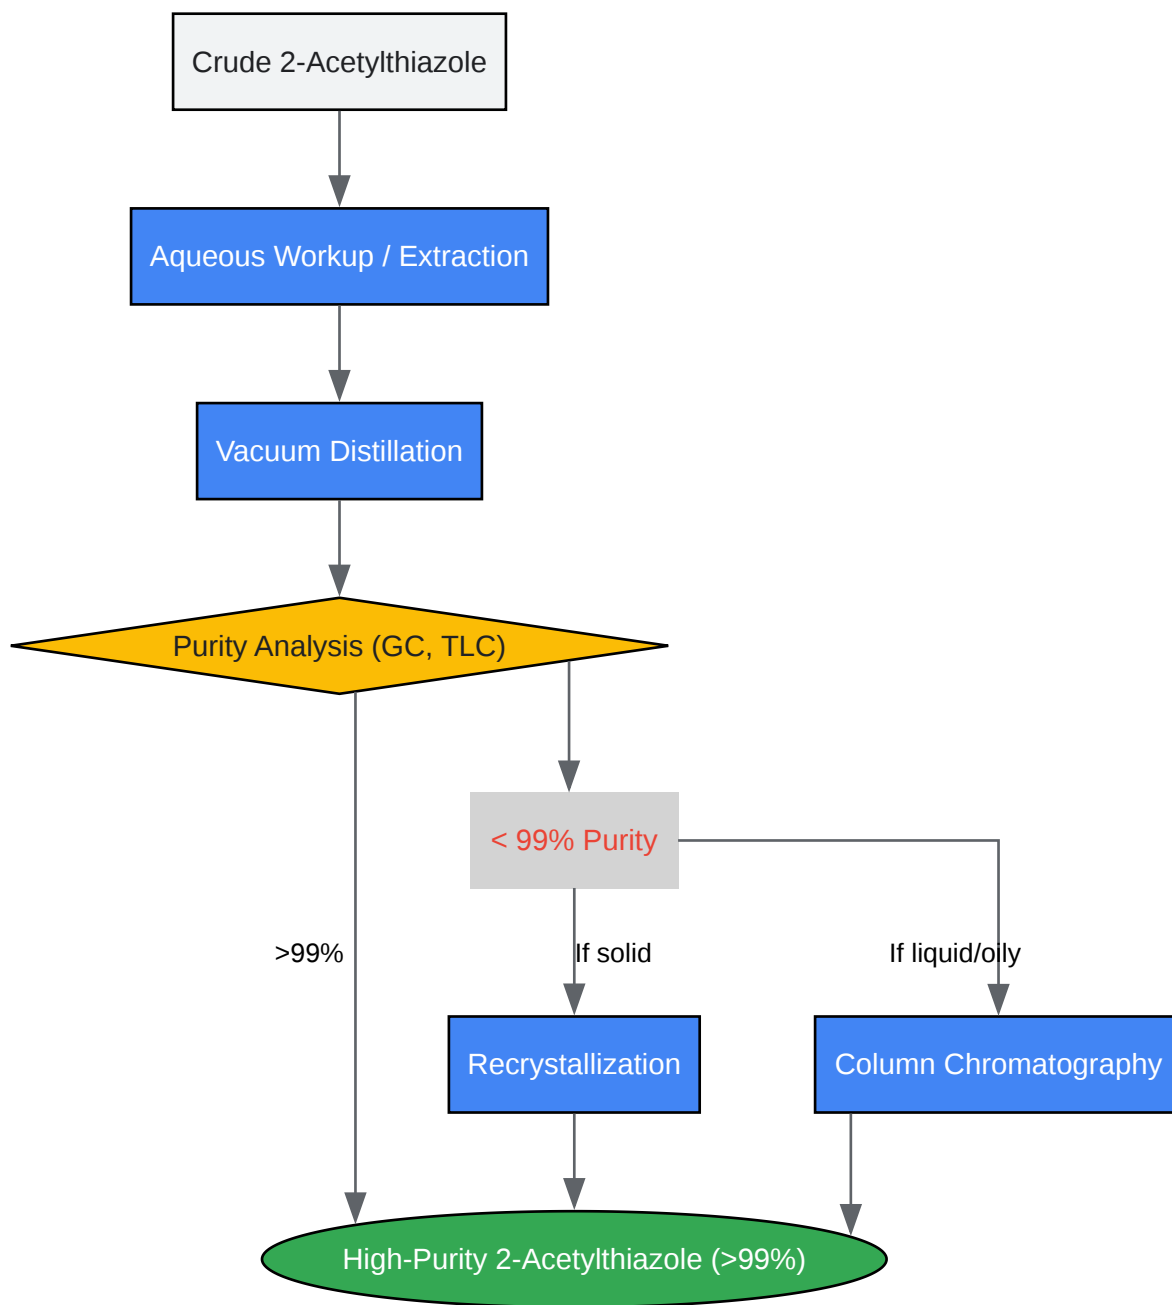 Crude 2-Acetylthiazole
Aqueous Workup / Extraction
Vacuum Distillation
Purity Analysis (GC, TLC)
< 99% Purity
>99%
If solid
If liquid/oily
Recrystallization
Column Chromatography
High-Purity 2-Acetylthiazole (>99%)